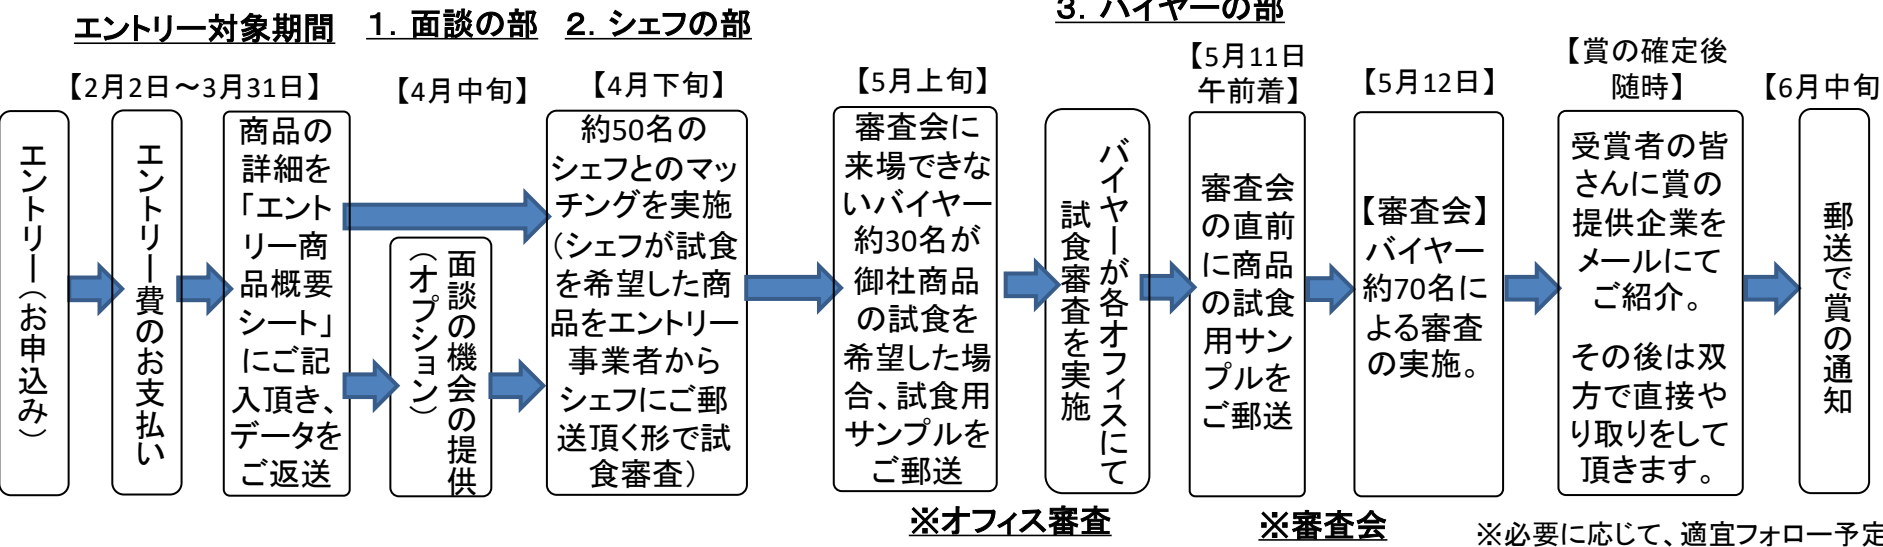 エントリー対象期間
1. 面談の部
2. シェフの部
3. バイヤーの部
【2月2日～3月31日】
【4月中旬】
【4月下旬】
【5月上旬】
【5月11日
午前着】
【5月12日】
【賞の確定後
随時】
【6月中旬
エントリー（お申込み）
エントリー費のお支払い
商品の
詳細を
「エント
リー商
品概要
シート」
にご記
入頂き、
データを
ご返送
面談の機会の提供
（オプション）
約50名の
シェフとのマッ
チングを実施
（シェフが試食
を希望した商
品をエントリー
事業者から
シェフにご郵
送頂く形で試
食審査）
審査会に
来場できな
いバイヤー
約30名が
御社商品
の試食を
希望した場
合、試食用
サンプルを
ご郵送
バイヤーが各オフィスにて
試食審査を実施
審査会
の直前
に商品
の試食
用サン
プルを
ご郵送
【審査会】
バイヤー
約70名に
よる審査
の実施。
受賞者の皆
さんに賞の
提供企業を
メールにて
ご紹介。
その後は双
方で直接や
り取りをして
頂きます。
郵送で賞の通知
※オフィス審査
※審査会
※必要に応じて、適宜フォロー予定